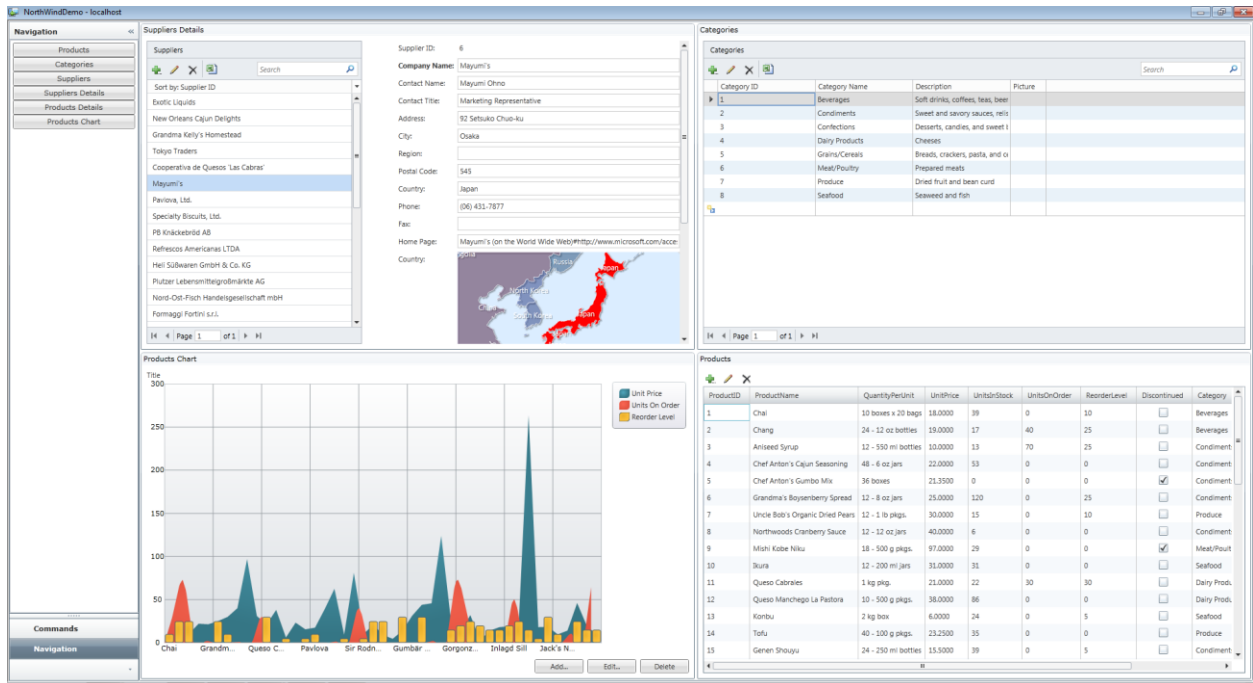 NorthWindDemo - localhost
Navigation «
Products
Categories
Suppliers
Suppliers Details
Products Details
Products Chart
Commands
Navigation
Suppliers Details
Suppliers
Search
Sort by: Supplier ID
Exotic Liquids
New Orleans Cajun Delights
Grandma Kelly's Homestead
Tokyo Traders
Cooperativa de Quesos 'Las Cabras'
Mayumi's
Pavlova, Ltd.
Specialty Biscuits, Ltd.
PB Knäckebröd AB
Refrescos Americanas LTDA
Heli Süßwaren GmbH & Co. KG
Plutzer Lebensmittelgroßmärkte AG
Nord-Ost-Fisch Handelsgesellschaft mbH
Formaggi Fortini s.r.l.
Page 1 of 1
Supplier ID: 6
Company Name: Mayumi's
Contact Name: Mayumi Ohno
Contact Title: Marketing Representative
Address: 92 Setsuko Chuo-ku
City: Osaka
Region:
Postal Code: 545
Country: Japan
Phone: (06) 431-7877
Fax:
Home Page: Mayumi's (on the World Wide Web)#http://www.microsoft.com/acce
Country:
Russia
Japan
North Korea
South Korea
Japan
Categories
Categories
Search
Category ID Category Name Description Picture
1 Beverages Soft drinks, coffees, teas, beer
2 Condiments Sweet and savory sauces, relis
3 Confections Desserts, candies, and sweet b
4 Dairy Products Cheeses
5 Grains/Cereals Breads, crackers, pasta, and ce
6 Meat/Poultry Prepared meats
7 Produce Dried fruit and bean curd
8 Seafood Seaweed and fish
Page 1 of 1
Products Chart
Title
300
250
200
150
100
50
0
Chai Grandm... Queso C... Pavlova Sir Rodn... Gumbär ... Gorgonz... Inlagd Sill Jack's N...
Unit Price
Units On Order
Reorder Level
Add... Edit... Delete
Products
ProductID ProductName QuantityPerUnit UnitPrice UnitsInStock UnitsOnOrder ReorderLevel Discontinued Category
1 Chai 10 boxes x 20 bags 18.0000 39 0 10 Beverages
2 Chang 24 - 12 oz bottles 19.0000 17 40 25 Beverages
3 Aniseed Syrup 12 - 550 ml bottles 10.0000 13 70 25 Condiment
4 Chef Anton's Cajun Seasoning 48 - 6 oz jars 22.0000 53 0 0 Condiment
5 Chef Anton's Gumbo Mix 36 boxes 21.3500 0 0 0 Condiment
6 Grandma's Boysenberry Spread 12 - 8 oz jars 25.0000 120 0 25 Condiment
7 Uncle Bob's Organic Dried Pears 12 - 1 lb pkgs. 30.0000 15 0 10 Produce
8 Northwoods Cranberry Sauce 12 - 12 oz jars 40.0000 6 0 0 Condiment
9 Mishi Kobe Niku 18 - 500 g pkgs. 97.0000 29 0 0 Meat/Poult
10 Ikura 12 - 200 ml jars 31.0000 31 0 0 Seafood
11 Queso Cabrales 1 kg pkg. 21.0000 22 30 30 Dairy Produ
12 Queso Manchego La Pastora 10 - 500 g pkgs. 38.0000 86 0 0 Dairy Produ
13 Konbu 2 kg box 6.0000 24 0 5 Seafood
14 Tofu 40 - 100 g pkgs. 23.2500 35 0 0 Produce
15 Genen Shouyu 24 - 250 ml bottles 15.5000 39 0 5 Condiment